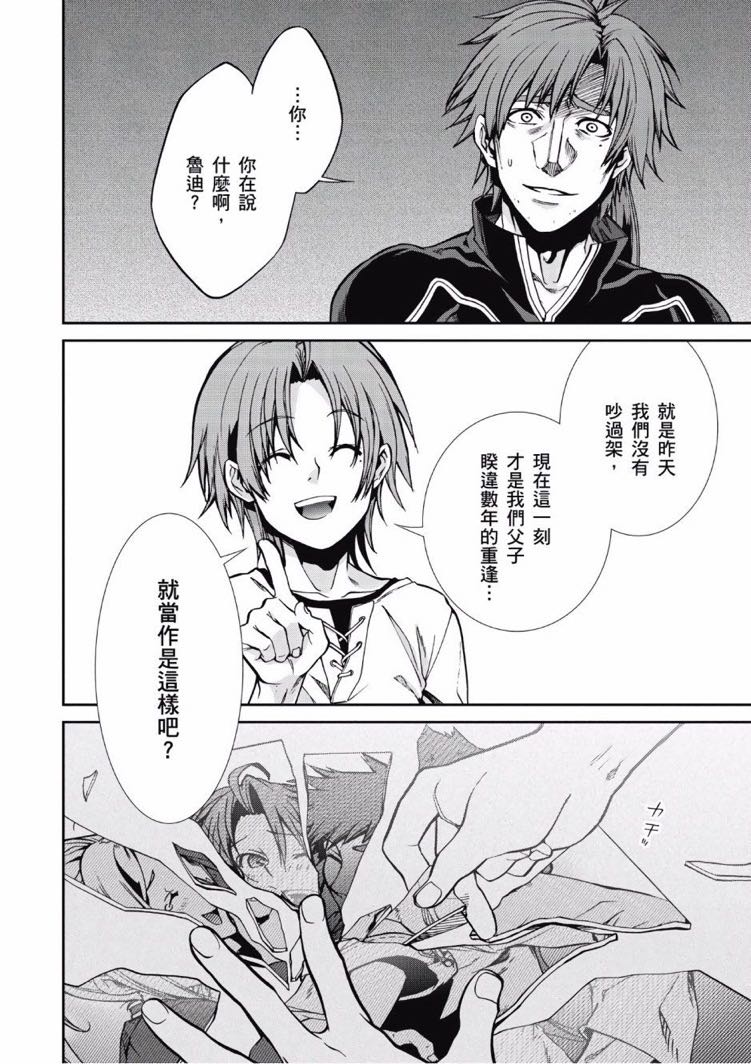 …你…
你在說
什麼啊，
魯迪？
就是昨天
我們沒有
吵過架，
現在這一刻
才是我們父子
睽違數年的重逢…
就當作是這樣吧？
カチ…